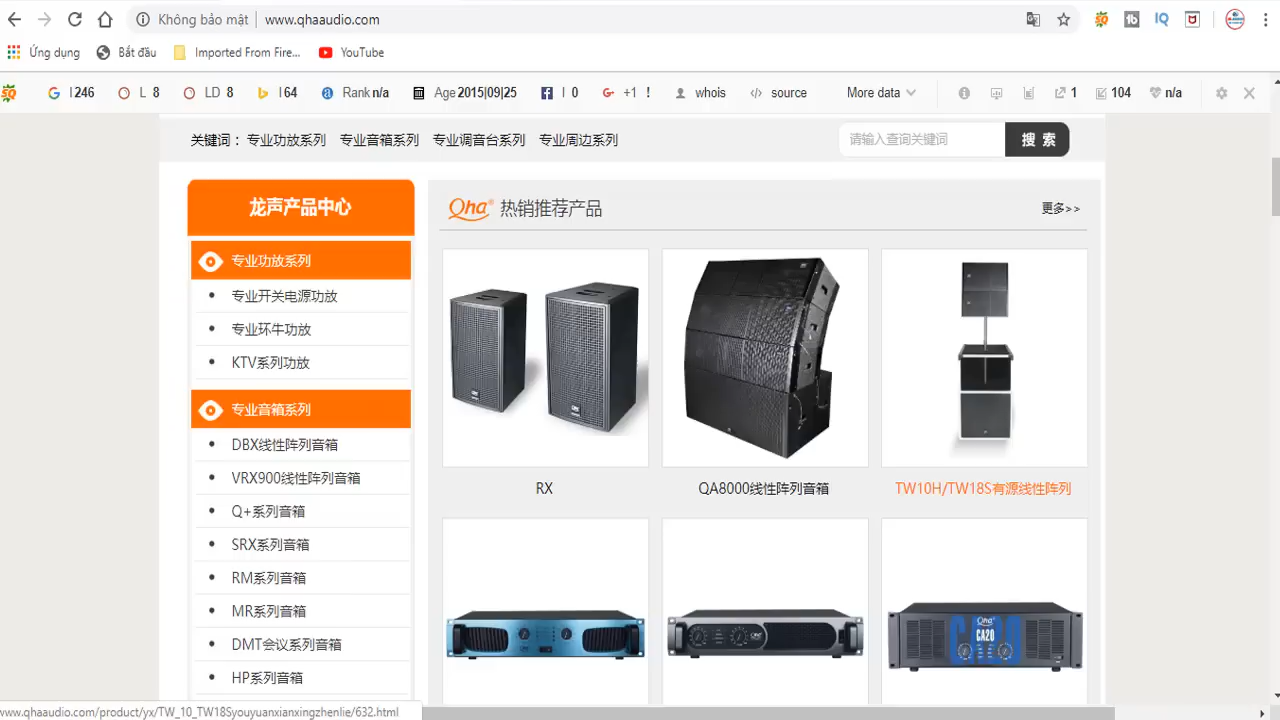 Không bảo mật www.qhaaudio.com
Ứng dụng Bắt đầu Imported From Fire... YouTube
I 246 L 8 LD 8 I 64 Rank n/a Age 2015|09|25 I 0 +1 ! whois source More data 1 104 n/a
关键词： 专业功放系列 专业音箱系列 专业调音台系列 专业周边系列 请输入查询关键词 搜 索
龙声产品中心
专业功放系列
专业开关电源功放
专业环牛功放
KTV系列功放
专业音箱系列
DBX线性阵列音箱
VRX900线性阵列音箱
Q+系列音箱
SRX系列音箱
RM系列音箱
MR系列音箱
DMT会议系列音箱
HP系列音箱
Qha® 热销推荐产品 更多>>
RX QA8000线性阵列音箱 TW10H/TW18S有源线性阵列
Qha
CA20
www.qhaaudio.com/product/yx/TW_10_TW18Syouyuanxianxingzhenlie/632.html